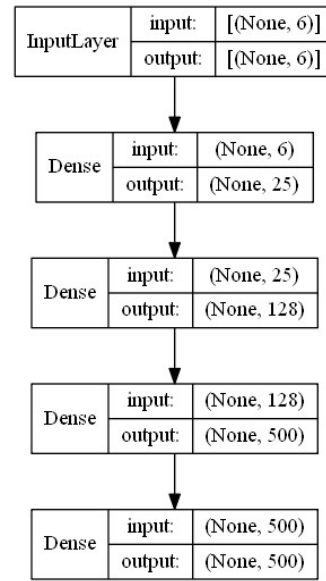 InputLayer
input: [(None, 6)]
output: [(None, 6)]
Dense
input: (None, 6)
output: (None, 25)
Dense
input: (None, 25)
output: (None, 128)
Dense
input: (None, 128)
output: (None, 500)
Dense
input: (None, 500)
output: (None, 500)